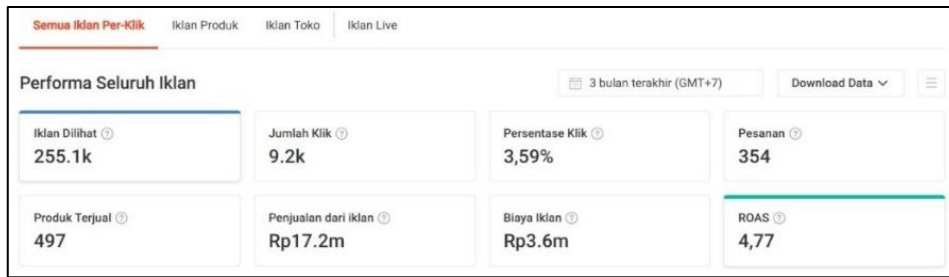 Semua Iklan Per-Klik Iklan Produk Iklan Toko Iklan Live
Performa Seluruh Iklan 3 bulan terakhir (GMT+7) Download Data
Iklan Dilihat Jumlah Klik Persentase Klik Pesanan
255.1k 9.2k 3,59% 354
Produk Terjual Penjualan dari iklan Biaya Iklan ROAS
497 Rp17.2m Rp3.6m 4,77